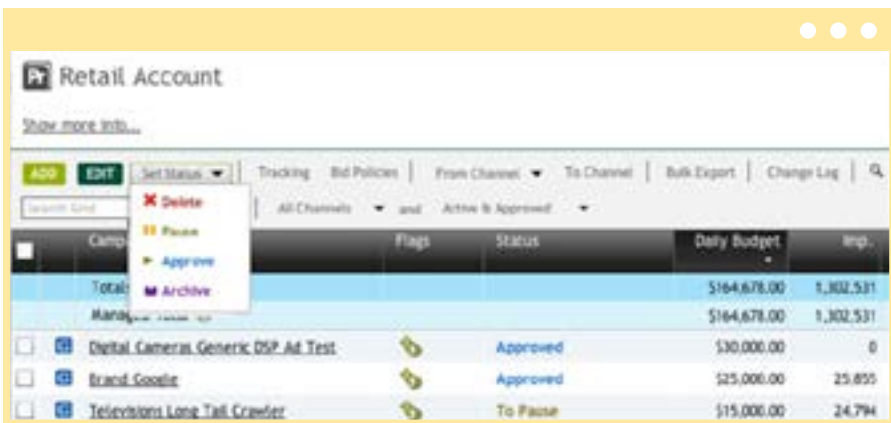 Pr Retail Account
Show more info...
ADD EDIT Set Status Tracking Bid Policies From Channel To Channel Bulk Export Change Log
Search Grid All Channels and Active & Approved
Delete
Pause
Approve
Archive
Flags Status Daily Budget Imp.
$164,678.00 1,302,531
$164,678.00 1,302,531
Digital Cameras Generic DSP Ad Test Approved $30,000.00 0
Brand Google Approved $25,000.00 25,855
Televisions Long Tail Crawler To Pause $15,000.00 24,794